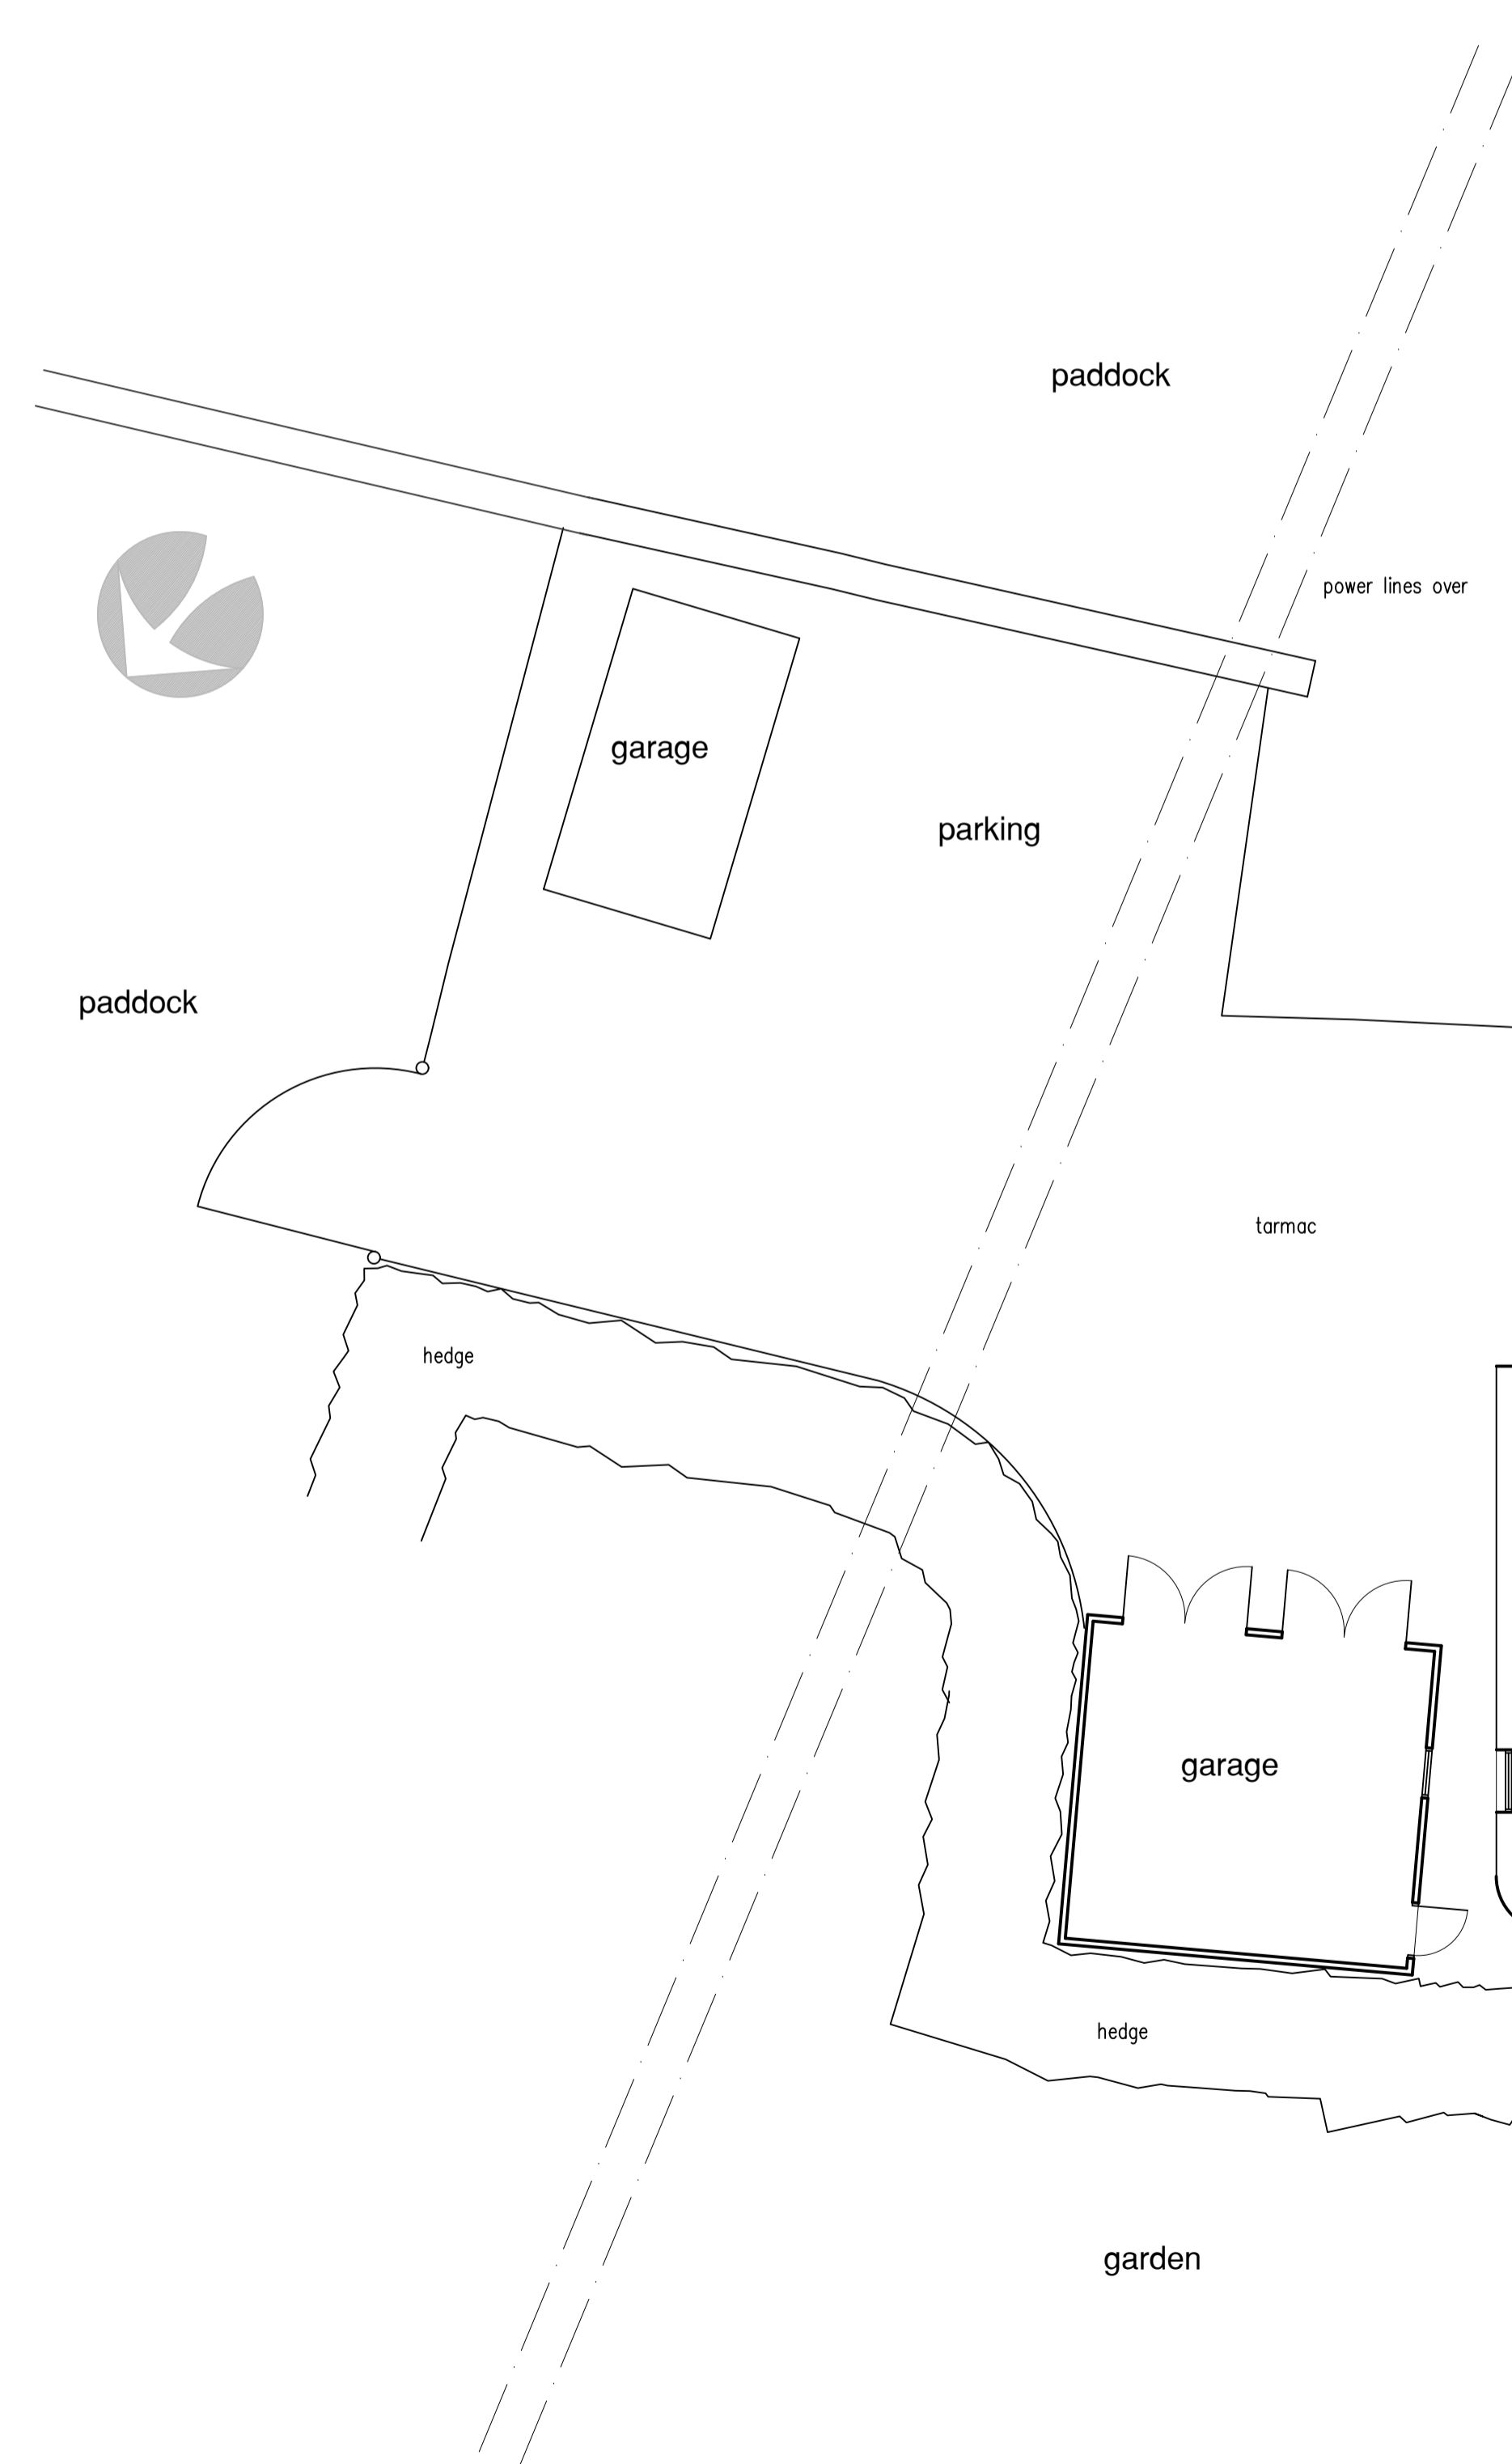 paddock
power lines over
garage
parking
paddock
tarmac
hedge
garage
hedge
garden